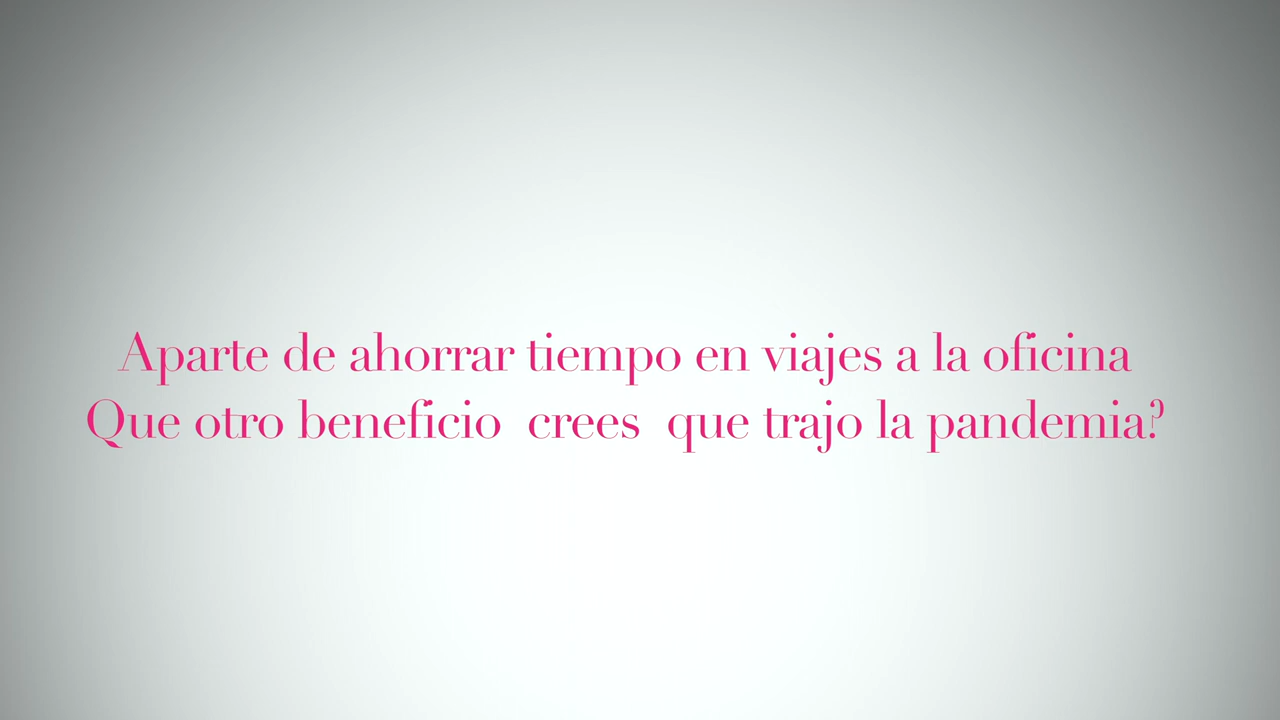 Aparte de ahorrar tiempo en viajes a la oficina
Que otro beneficio crees que trajo la pandemia?